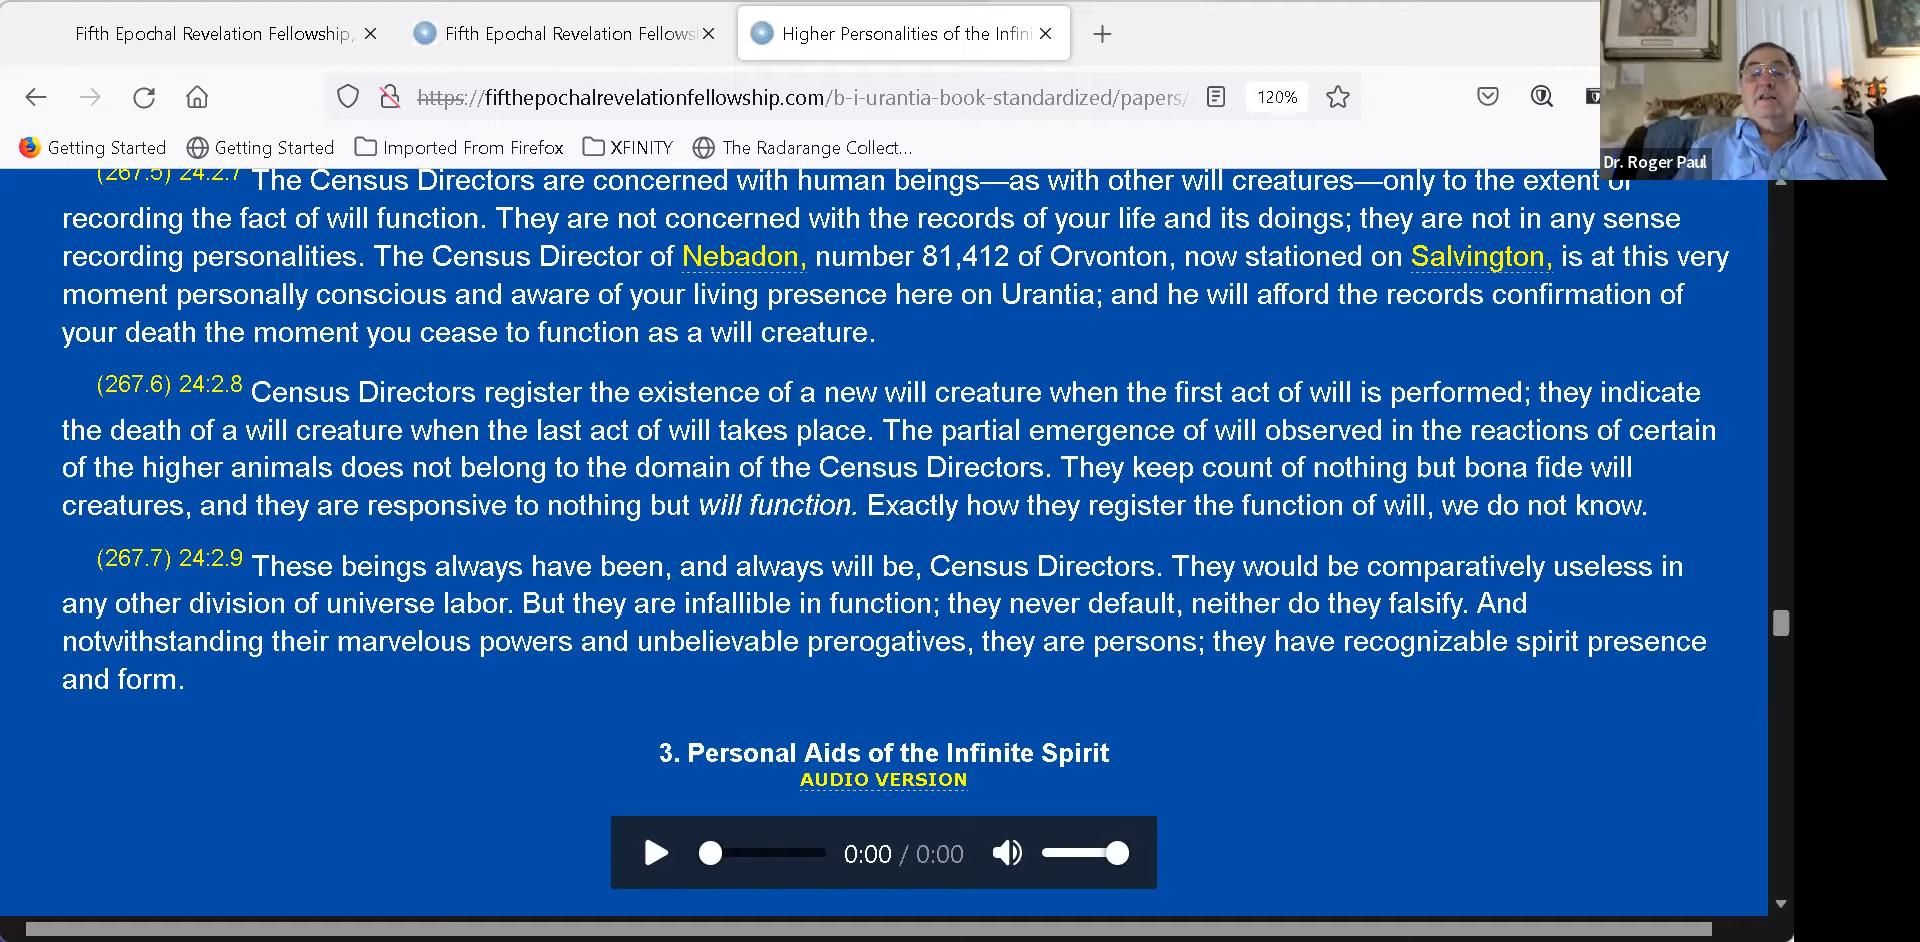 Fifth Epochal Revelation Fellowship,
Fifth Epochal Revelation Fellows
Higher Personalities of the Infini
https://fifthepochalrevelationfellowship.com/b-i-urantia-book-standardized/papers/
120%
Getting Started
Getting Started
Imported From Firefox
XFINITY
The Radarange Collect...
Dr. Roger Paul
(267.5) 24:2.7 The Census Directors are concerned with human beings—as with other will creatures—only to the extent of
recording the fact of will function. They are not concerned with the records of your life and its doings; they are not in any sense
recording personalities. The Census Director of Nebadon, number 81,412 of Orvonton, now stationed on Salvington, is at this very
moment personally conscious and aware of your living presence here on Urantia; and he will afford the records confirmation of
your death the moment you cease to function as a will creature.
(267.6) 24:2.8 Census Directors register the existence of a new will creature when the first act of will is performed; they indicate
the death of a will creature when the last act of will takes place. The partial emergence of will observed in the reactions of certain
of the higher animals does not belong to the domain of the Census Directors. They keep count of nothing but bona fide will
creatures, and they are responsive to nothing but will function. Exactly how they register the function of will, we do not know.
(267.7) 24:2.9 These beings always have been, and always will be, Census Directors. They would be comparatively useless in
any other division of universe labor. But they are infallible in function; they never default, neither do they falsify. And
notwithstanding their marvelous powers and unbelievable prerogatives, they are persons; they have recognizable spirit presence
and form.
3. Personal Aids of the Infinite Spirit
AUDIO VERSION
0:00 / 0:00